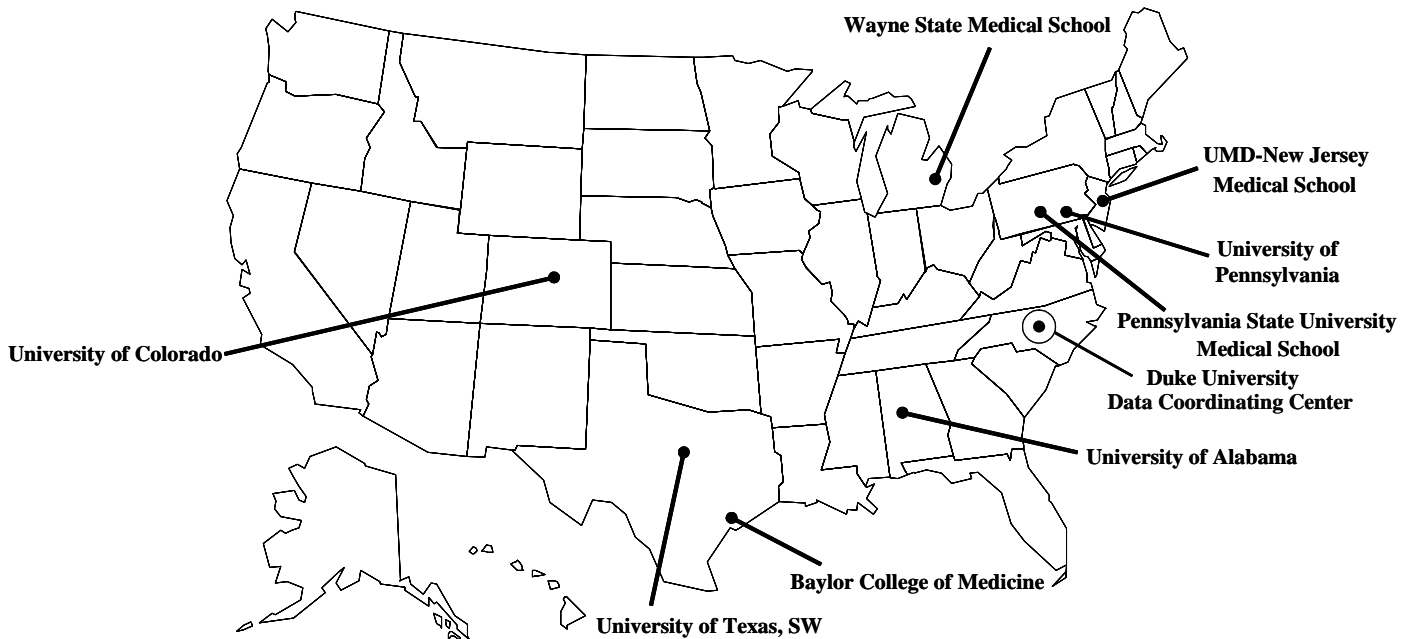 Wayne State Medical School
UMD-New Jersey
Medical School
University of
Pennsylvania
Pennsylvania State University
Medical School
University of Colorado
Duke University
Data Coordinating Center
University of Alabama
Baylor College of Medicine
University of Texas, SW